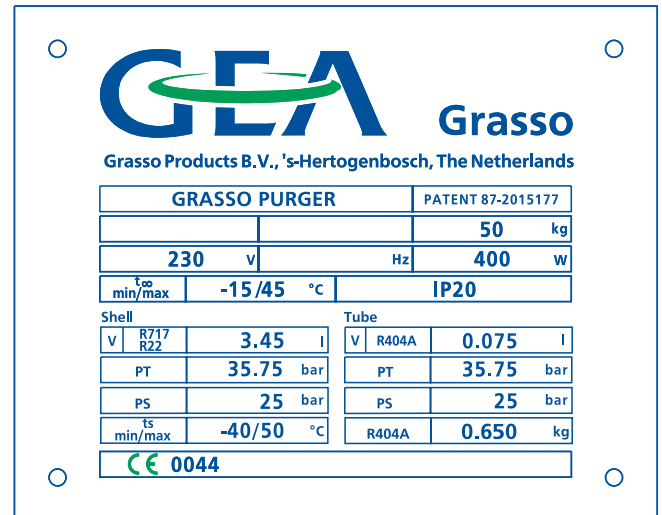 GEA
Grasso
Grasso Products B.V., 's-Hertogenbosch, The Netherlands
GRASSO PURGER PATENT 87-2015177
50 kg
230 V Hz 400 W
t∞ min/max -15/45 °C IP20
Shell Tube
V R717 R22 3.45 l V R404A 0.075 l
PT 35.75 bar PT 35.75 bar
PS 25 bar PS 25 bar
ts min/max -40/50 °C R404A 0.650 kg
CE 0044